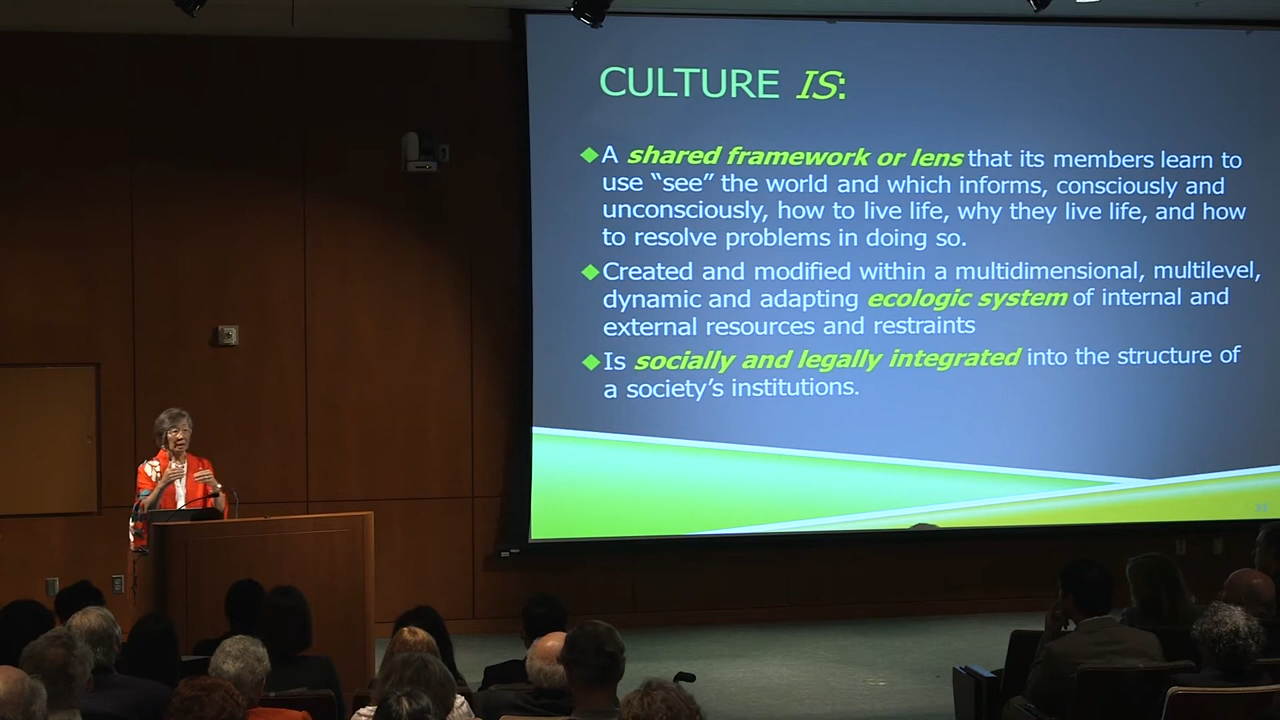 CULTURE IS:
A shared framework or lens that its members learn to
use “see” the world and which informs, consciously and
unconsciously, how to live life, why they live life, and how
to resolve problems in doing so.
Created and modified within a multidimensional, multilevel,
dynamic and adapting ecologic system of internal and
external resources and restraints
Is socially and legally integrated into the structure of
a society’s institutions.